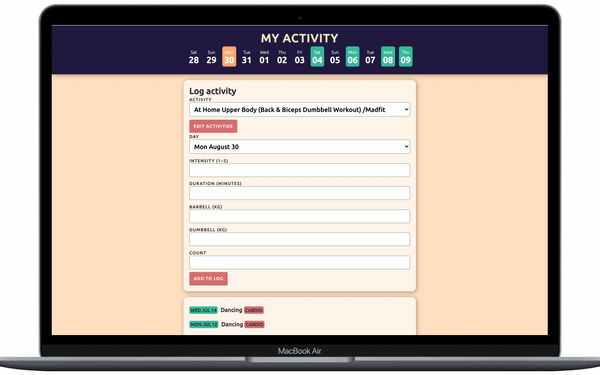 MY ACTIVITY
Sat Sun Mon Tue Wed Thu Fri Sat Sun Mon Tue Wed Thu
28 29 30 31 01 02 03 04 05 06 07 08 09
Log activity
ACTIVITY
At Home Upper Body (Back & Biceps Dumbbell Workout) /Madfit
EDIT ACTIVITIES
DAY
Mon August 30
INTENSITY (1-5)
DURATION (MINUTES)
BARBELL (KG)
DUMBBELL (KG)
COUNT
ADD TO LOG
WED JUL 14 Dancing CARDIO
MON JUL 12 Dancing CARDIO
MacBook Air